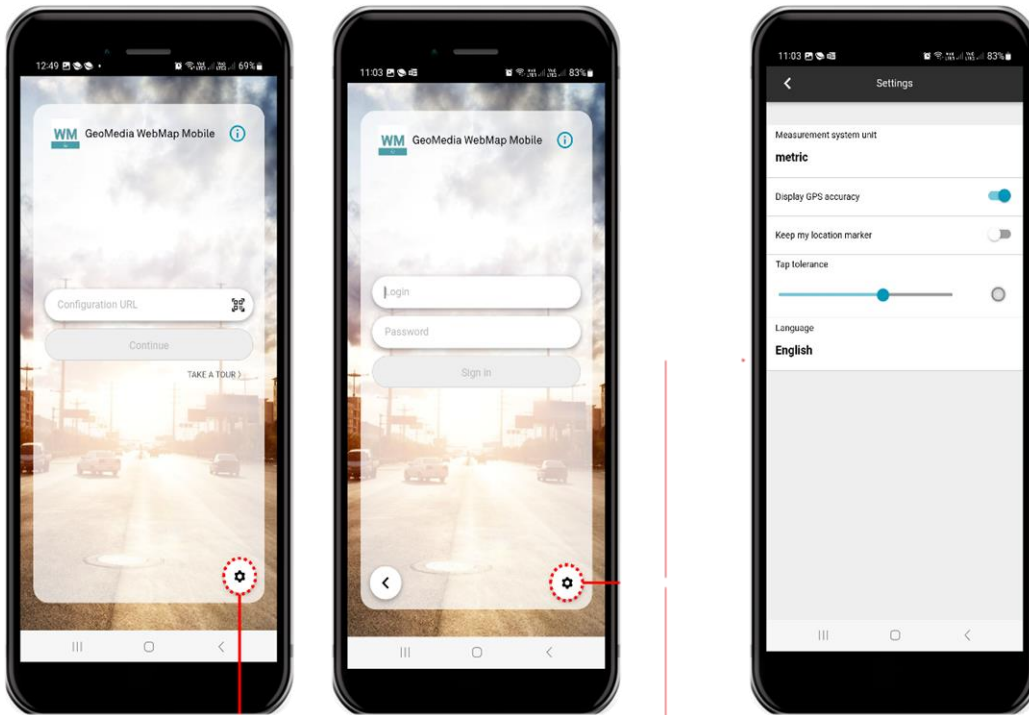 12:49
69%
WM
GeoMedia WebMap Mobile
Configuration URL
Continue
TAKE A TOUR >
11:03
83%
WM
GeoMedia WebMap Mobile
Login
Password
Sign in
11:03
83%
Settings
Measurement system unit
metric
Display GPS accuracy
Keep my location marker
Tap tolerance
Language
English